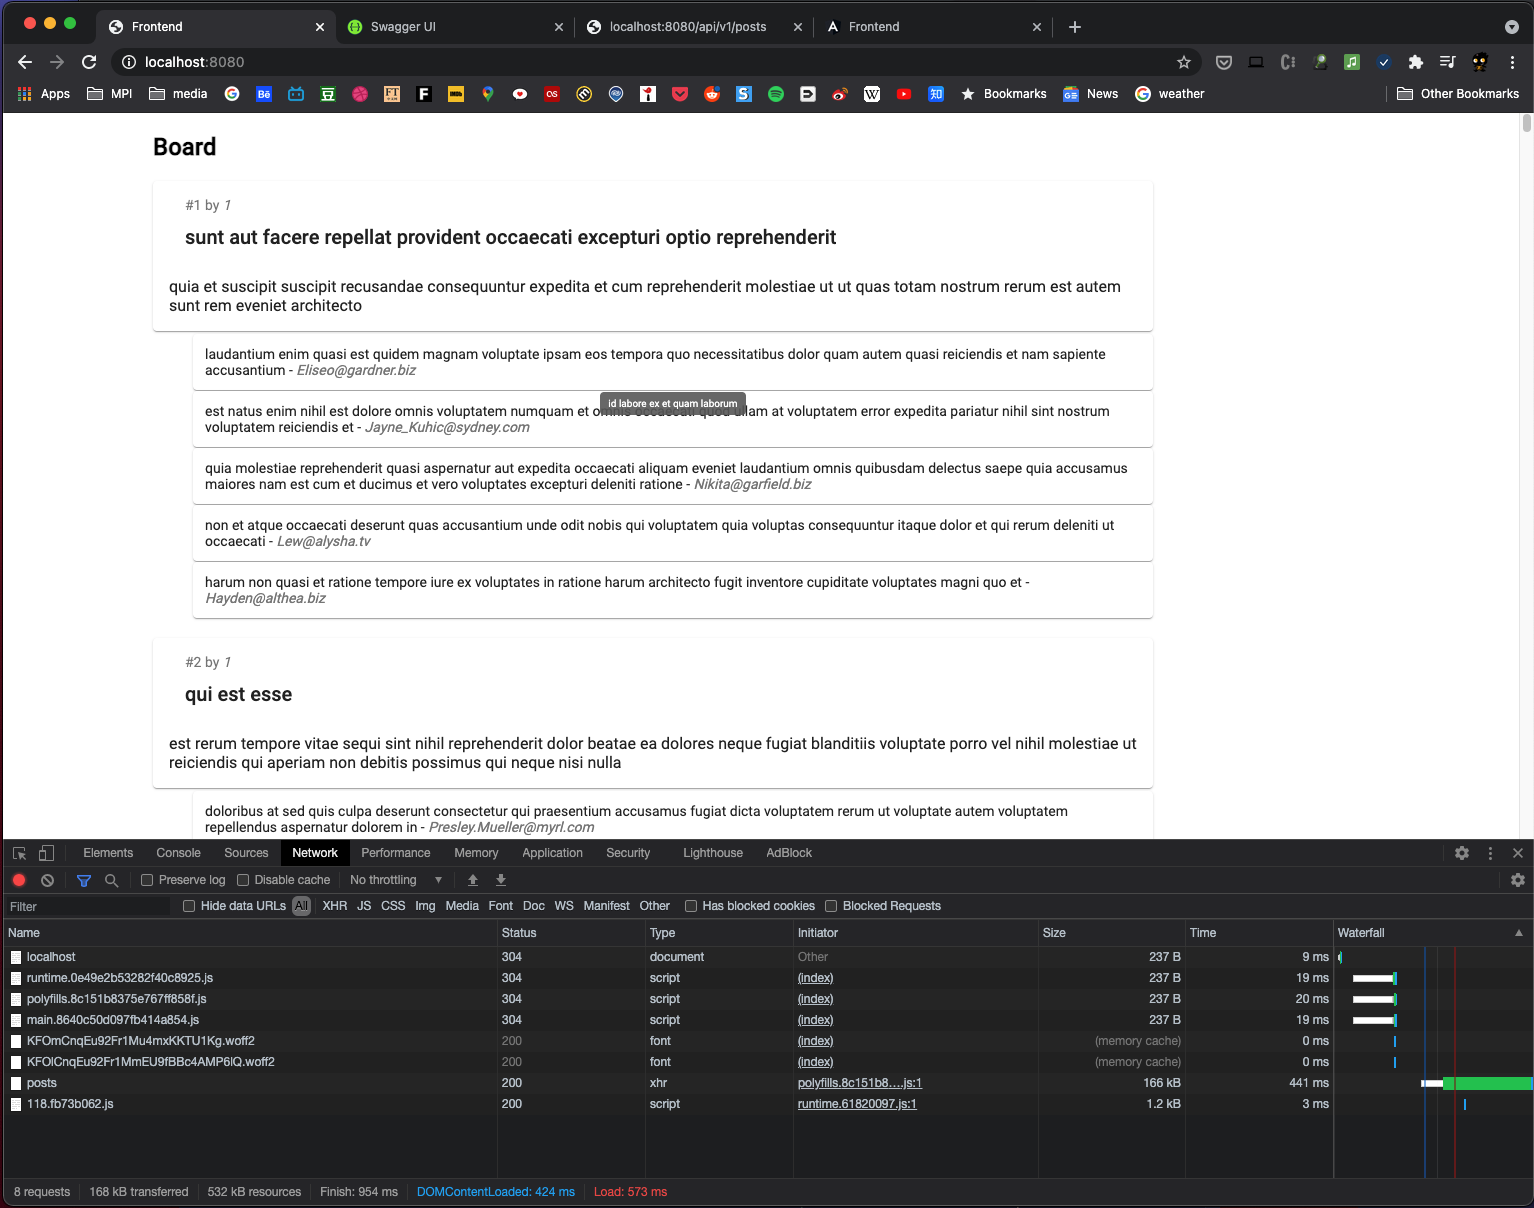 Frontend
Swagger UI
localhost:8080/api/v1/posts
Frontend
localhost:8080
Apps
MPI
media
Bookmarks
News
weather
Other Bookmarks
Board
#1 by 1
sunt aut facere repellat provident occaecati excepturi optio reprehenderit
quia et suscipit suscipit recusandae consequuntur expedita et cum reprehenderit molestiae ut ut quas totam nostrum rerum est autem
sunt rem eveniet architecto
laudantium enim quasi est quidem magnam voluptate ipsam eos tempora quo necessitatibus dolor quam autem quasi reiciendis et nam sapiente
accusantium - Eliseo@gardner.biz
id labore ex et quam laborum
est natus enim nihil est dolore omnis voluptatem numquam et omnis occaecati quod ullam at voluptatem error expedita pariatur nihil sint nostrum
voluptatem reiciendis et - Jayne_Kuhic@sydney.com
quia molestiae reprehenderit quasi aspernatur aut expedita occaecati aliquam eveniet laudantium omnis quibusdam delectus saepe quia accusamus
maiores nam est cum et ducimus et vero voluptates excepturi deleniti ratione - Nikita@garfield.biz
non et atque occaecati deserunt quas accusantium unde odit nobis qui voluptatem quia voluptas consequuntur itaque dolor et qui rerum deleniti ut
occaecati - Lew@alysha.tv
harum non quasi et ratione tempore iure ex voluptates in ratione harum architecto fugit inventore cupiditate voluptates magni quo et -
Hayden@althea.biz
#2 by 1
qui est esse
est rerum tempore vitae sequi sint nihil reprehenderit dolor beatae ea dolores neque fugiat blanditiis voluptate porro vel nihil molestiae ut
reiciendis qui aperiam non debitis possimus qui neque nisi nulla
doloribus at sed quis culpa deserunt consectetur qui praesentium accusamus fugiat dicta voluptatem rerum ut voluptate autem voluptatem
repellendus aspernatur dolorem in - Presley.Mueller@myrl.com
Elements Console Sources Network Performance Memory Application Security Lighthouse AdBlock
Preserve log Disable cache No throttling
Filter Hide data URLs All XHR JS CSS Img Media Font Doc WS Manifest Other Has blocked cookies Blocked Requests
Name Status Type Initiator Size Time Waterfall
localhost 304 document Other 237 B 9 ms
runtime.0e49e2b53282f40c8925.js 304 script (index) 237 B 19 ms
polyfills.8c151b8375e767ff858f.js 304 script (index) 237 B 20 ms
main.8640c50d097fb414a854.js 304 script (index) 237 B 19 ms
KFOmCnqEu92Fr1Mu4mxKKTU1Kg.woff2 200 font (index) (memory cache) 0 ms
KFOlCnqEu92Fr1MmEU9fBBc4AMP6lQ.woff2 200 font (index) (memory cache) 0 ms
posts 200 xhr polyfills.8c151b8....js:1 166 kB 441 ms
118.fb73b062.js 200 script runtime.61820097.js:1 1.2 kB 3 ms
8 requests 168 kB transferred 532 kB resources Finish: 954 ms DOMContentLoaded: 424 ms Load: 573 ms